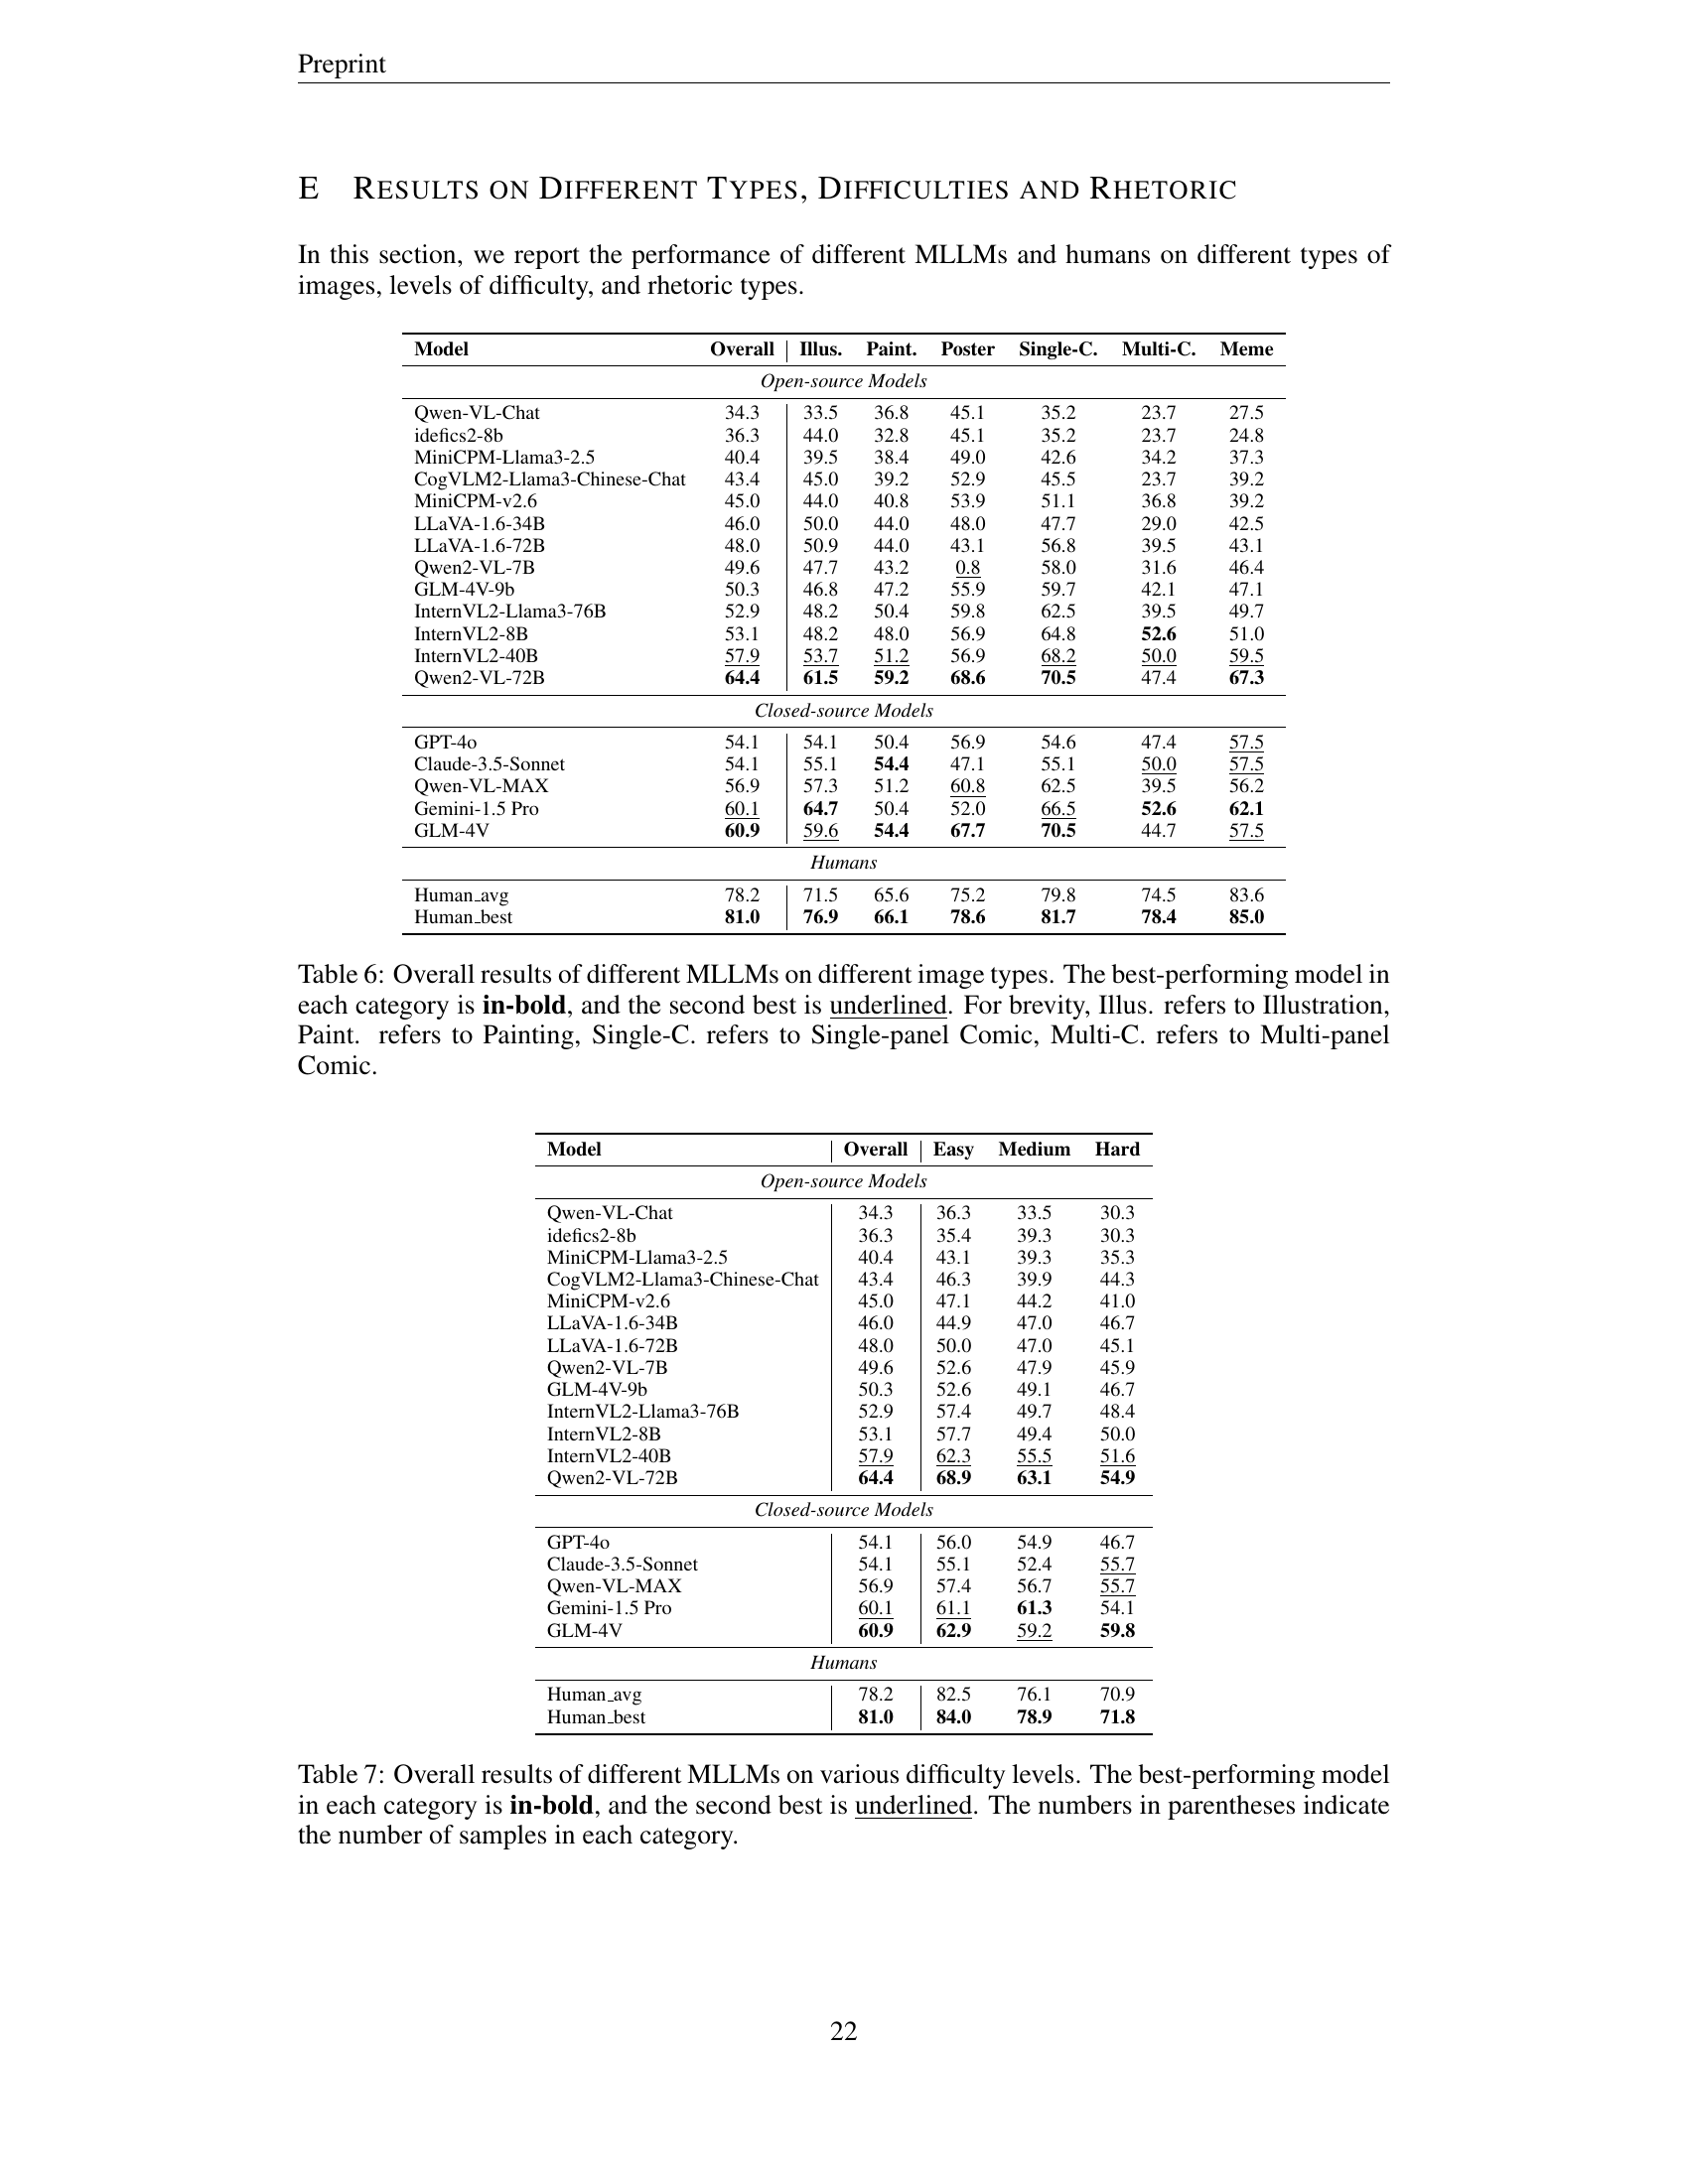 Preprint
E RESULTS ON DIFFERENT TYPES, DIFFICULTIES AND RHETORIC
In this section, we report the performance of different MLLMs and humans on different types of
images, levels of difficulty, and rhetoric types.
Model Overall Illus. Paint. Poster Single-C. Multi-C. Meme
Open-source Models
Qwen-VL-Chat 34.3 33.5 36.8 45.1 35.2 23.7 27.5
idefics2-8b 36.3 44.0 32.8 45.1 35.2 23.7 24.8
MiniCPM-Llama3-2.5 40.4 39.5 38.4 49.0 42.6 34.2 37.3
CogVLM2-Llama3-Chinese-Chat 43.4 45.0 39.2 52.9 45.5 23.7 39.2
MiniCPM-v2.6 45.0 44.0 40.8 53.9 51.1 36.8 39.2
LLaVA-1.6-34B 46.0 50.0 44.0 48.0 47.7 29.0 42.5
LLaVA-1.6-72B 48.0 50.9 44.0 43.1 56.8 39.5 43.1
Qwen2-VL-7B 49.6 47.7 43.2 0.8 58.0 31.6 46.4
GLM-4V-9b 50.3 46.8 47.2 55.9 59.7 42.1 47.1
InternVL2-Llama3-76B 52.9 48.2 50.4 59.8 62.5 39.5 49.7
InternVL2-8B 53.1 48.2 48.0 56.9 64.8 52.6 51.0
InternVL2-40B 57.9 53.7 51.2 56.9 68.2 50.0 59.5
Qwen2-VL-72B 64.4 61.5 59.2 68.6 70.5 47.4 67.3
Closed-source Models
GPT-4o 54.1 54.1 50.4 56.9 54.6 47.4 57.5
Claude-3.5-Sonnet 54.1 55.1 54.4 47.1 55.1 50.0 57.5
Qwen-VL-MAX 56.9 57.3 51.2 60.8 62.5 39.5 56.2
Gemini-1.5 Pro 60.1 64.7 50.4 52.0 66.5 52.6 62.1
GLM-4V 60.9 59.6 54.4 67.7 70.5 44.7 57.5
Humans
Human_avg 78.2 71.5 65.6 75.2 79.8 74.5 83.6
Human_best 81.0 76.9 66.1 78.6 81.7 78.4 85.0
Table 6: Overall results of different MLLMs on different image types. The best-performing model in
each category is in-bold, and the second best is underlined. For brevity, Illus. refers to Illustration,
Paint. refers to Painting, Single-C. refers to Single-panel Comic, Multi-C. refers to Multi-panel
Comic.
Model Overall Easy Medium Hard
Open-source Models
Qwen-VL-Chat 34.3 36.3 33.5 30.3
idefics2-8b 36.3 35.4 39.3 30.3
MiniCPM-Llama3-2.5 40.4 43.1 39.3 35.3
CogVLM2-Llama3-Chinese-Chat 43.4 46.3 39.9 44.3
MiniCPM-v2.6 45.0 47.1 44.2 41.0
LLaVA-1.6-34B 46.0 44.9 47.0 46.7
LLaVA-1.6-72B 48.0 50.0 47.0 45.1
Qwen2-VL-7B 49.6 52.6 47.9 45.9
GLM-4V-9b 50.3 52.6 49.1 46.7
InternVL2-Llama3-76B 52.9 57.4 49.7 48.4
InternVL2-8B 53.1 57.7 49.4 50.0
InternVL2-40B 57.9 62.3 55.5 51.6
Qwen2-VL-72B 64.4 68.9 63.1 54.9
Closed-source Models
GPT-4o 54.1 56.0 54.9 46.7
Claude-3.5-Sonnet 54.1 55.1 52.4 55.7
Qwen-VL-MAX 56.9 57.4 56.7 55.7
Gemini-1.5 Pro 60.1 61.1 61.3 54.1
GLM-4V 60.9 62.9 59.2 59.8
Humans
Human_avg 78.2 82.5 76.1 70.9
Human_best 81.0 84.0 78.9 71.8
Table 7: Overall results of different MLLMs on various difficulty levels. The best-performing model
in each category is in-bold, and the second best is underlined. The numbers in parentheses indicate
the number of samples in each category.
22